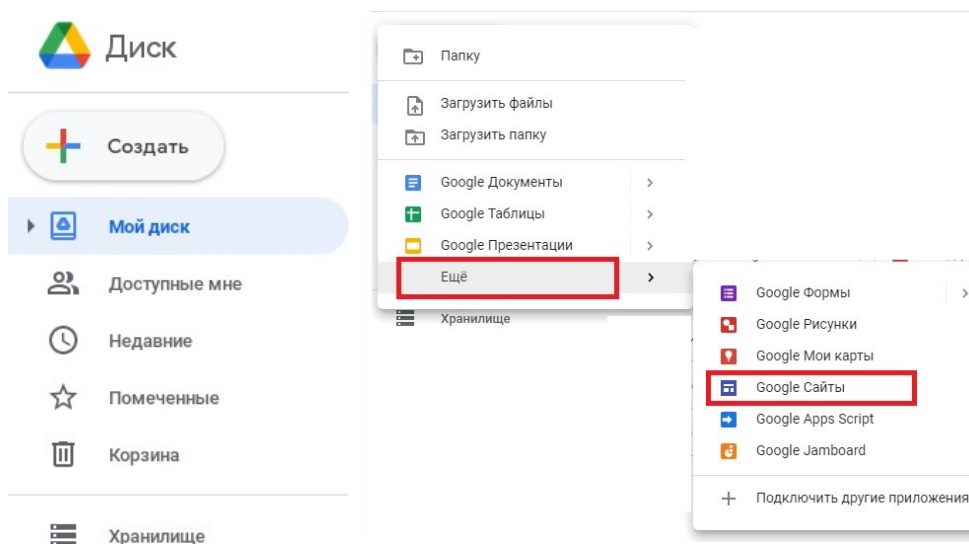 Диск
Создать
Мой диск
Доступные мне
Недавние
Помеченные
Корзина
Хранилище
Папку
Загрузить файлы
Загрузить папку
Google Документы
Google Таблицы
Google Презентации
Ещё
Хранилище
Google Формы
Google Рисунки
Google Мои карты
Google Сайты
Google Apps Script
Google Jamboard
Подключить другие приложения